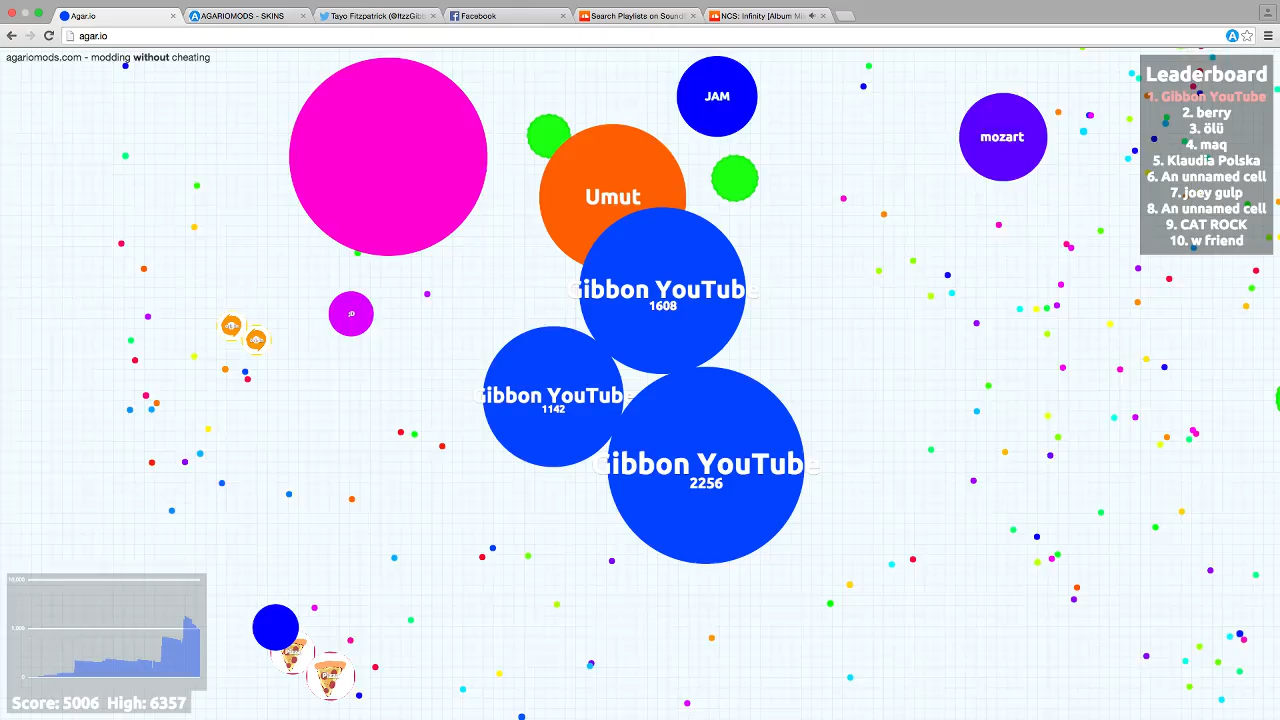 Agar.io
AGARIOMODS - SKINS
Tayo Fitzpatrick (@ItzzGibb
Facebook
Search Playlists on Sound
NCS: Infinity [Album Mi
agar.io
agariomods.com - modding without cheating
Leaderboard
1. Gibbon YouTube
2. berry
3. ölü
4. maq
5. Klaudia Polska
6. An unnamed cell
7. joey gulp
8. An unnamed cell
9. CAT ROCK
10. w friend
JAM
mozart
Umut
Gibbon YouTube
1608
;D
Gibbon YouTube
1142
Gibbon YouTube
2256
Pizza
Pizza
Score: 5006 High: 6357